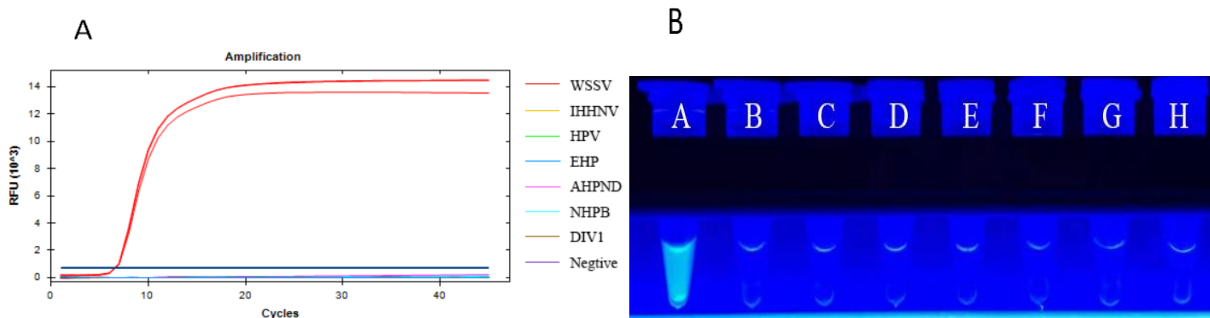 A
Amplification
RFU (10^3)
14
12
10
8
6
4
2
0
10
20
30
40
Cycles
WSSV
IHHNV
HPV
EHP
AHPND
NHPB
DIV1
Negtive
B
A B C D E F G H